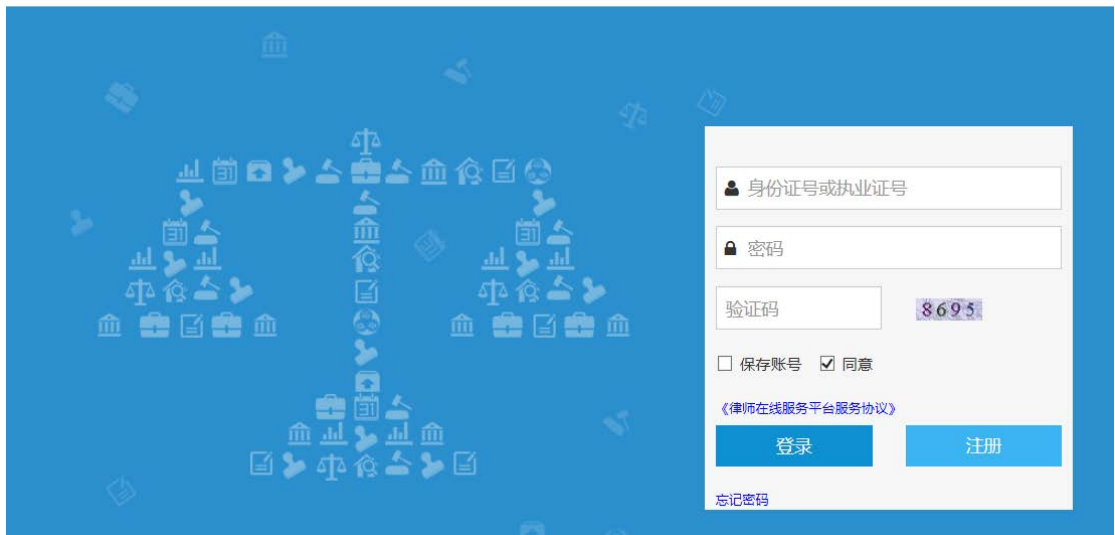 身份证号或执业证号
密码
验证码 8695
保存账号 同意
《律师在线服务平台服务协议》
登录 注册
忘记密码